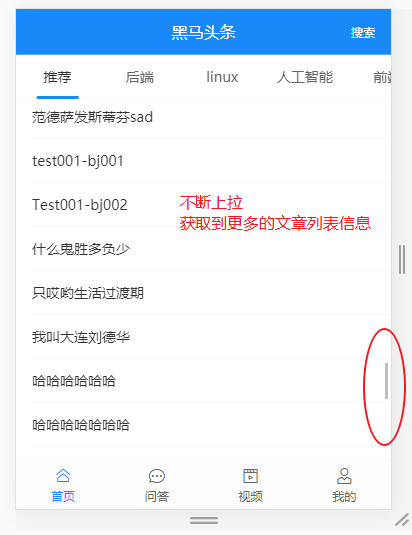 黑马头条
搜索
推荐 后端 linux 人工智能 前端
范德萨发斯蒂芬sad
test001-bj001
Test001-bj002
不断上拉
获取到更多的文章列表信息
什么鬼胜多负少
只哎哟生活过渡期
我叫大连刘德华
哈哈哈哈哈哈
哈哈哈哈哈哈哈
首页 问答 视频 我的